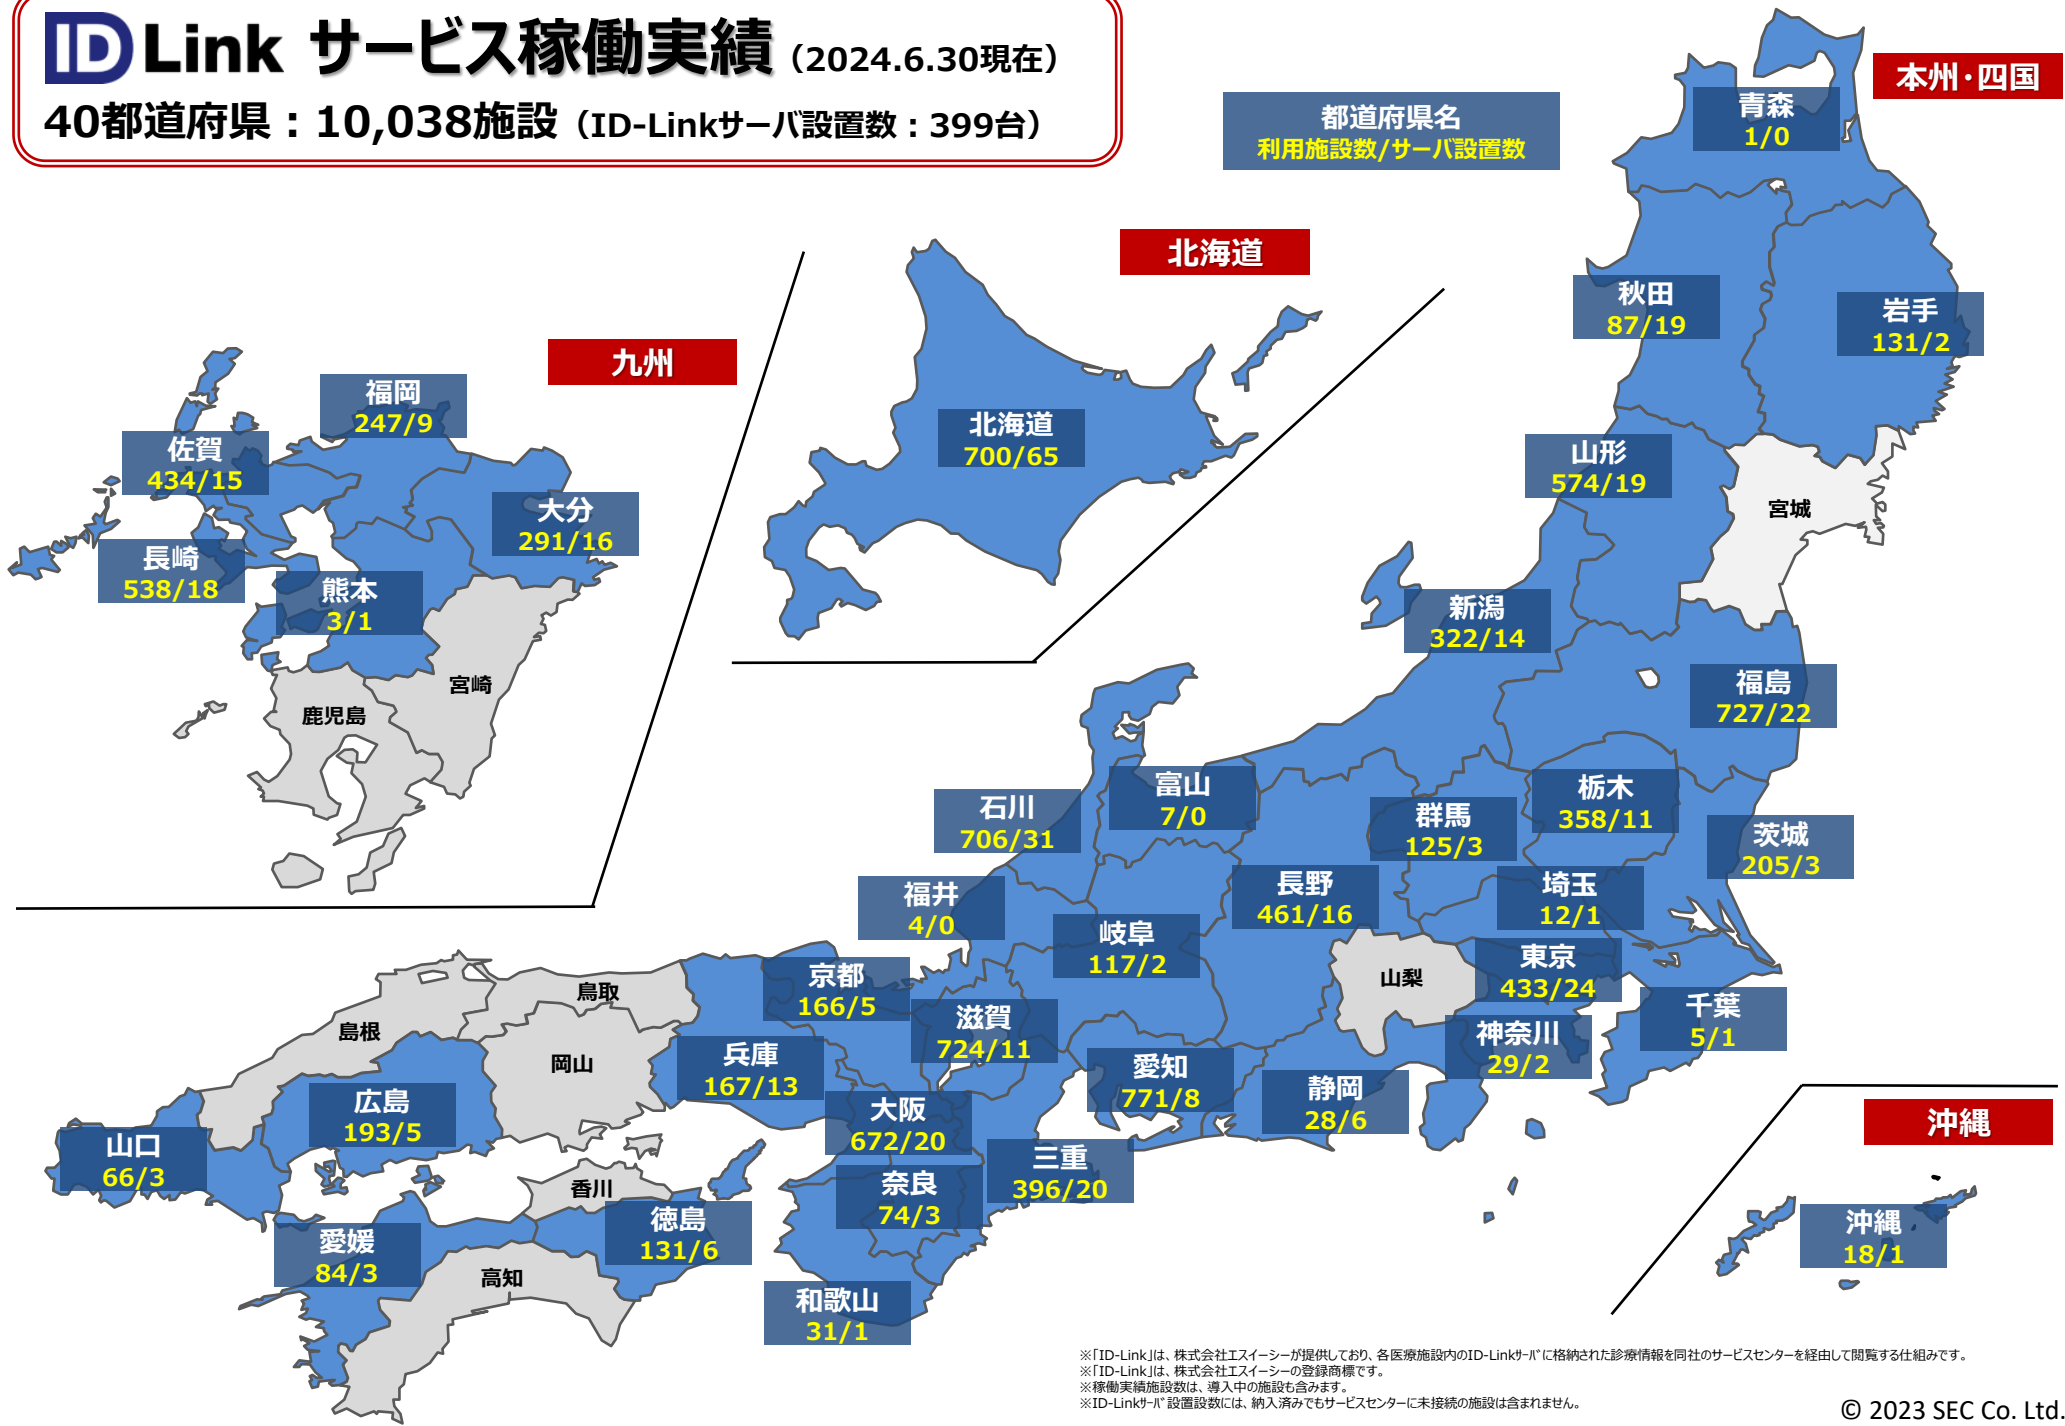 ID Link サービス稼働実績（2024.6.30現在）
40都道府県：10,038施設（ID-Linkサーバ設置数：399台）
都道府県名
利用施設数/サーバ設置数
本州・四国
青森
1/0
北海道
秋田
87/19
岩手
131/2
九州
福岡
247/9
北海道
700/65
佐賀
434/15
山形
574/19
大分
291/16
宮城
長崎
538/18
熊本
3/1
新潟
322/14
宮崎
鹿児島
福島
727/22
富山
7/0
栃木
358/11
石川
706/31
群馬
125/3
茨城
205/3
福井
4/0
長野
461/16
埼玉
12/1
岐阜
117/2
京都
166/5
山梨
東京
433/24
鳥取
島根
滋賀
724/11
千葉
5/1
岡山
兵庫
167/13
愛知
771/8
神奈川
29/2
広島
193/5
大阪
672/20
静岡
28/6
沖縄
山口
66/3
三重
396/20
香川
奈良
74/3
徳島
131/6
沖縄
18/1
愛媛
84/3
高知
和歌山
31/1
※「ID-Link」は、株式会社エスイーシーが提供しており、各医療施設内のID-Linkｻｰﾊﾞに格納された診療情報を同社のサービスセンターを経由して閲覧する仕組みです。
※「ID-Link」は、株式会社エスイーシーの登録商標です。
※稼働実績施設数は、導入中の施設も含みます。
※ID-Linkｻｰﾊﾞ設置設数には、納入済みでもサービスセンターに未接続の施設は含まれません。
© 2023 SEC Co. Ltd.